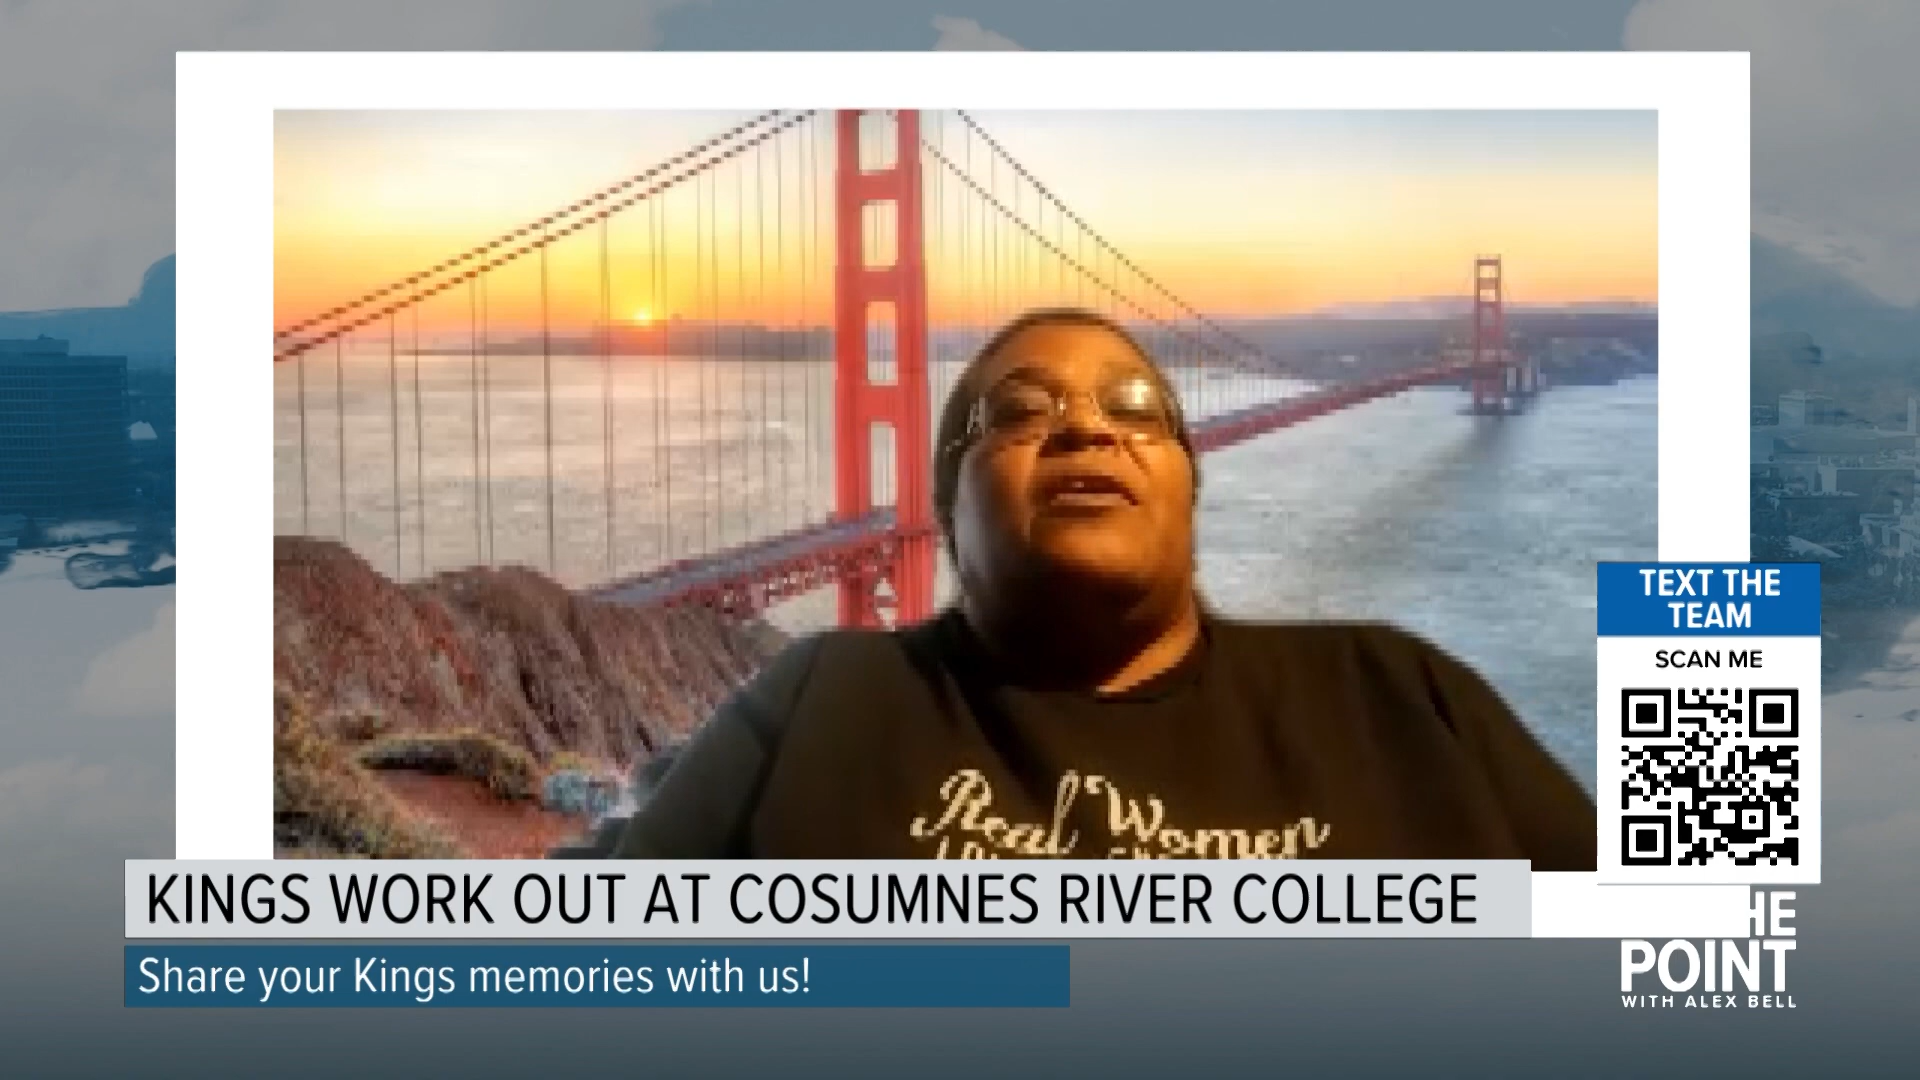 Real Women
TEXT THE
TEAM
SCAN ME
KINGS WORK OUT AT COSUMNES RIVER COLLEGE
Share your Kings memories with us!
HE
POINT
WITH ALEX BELL